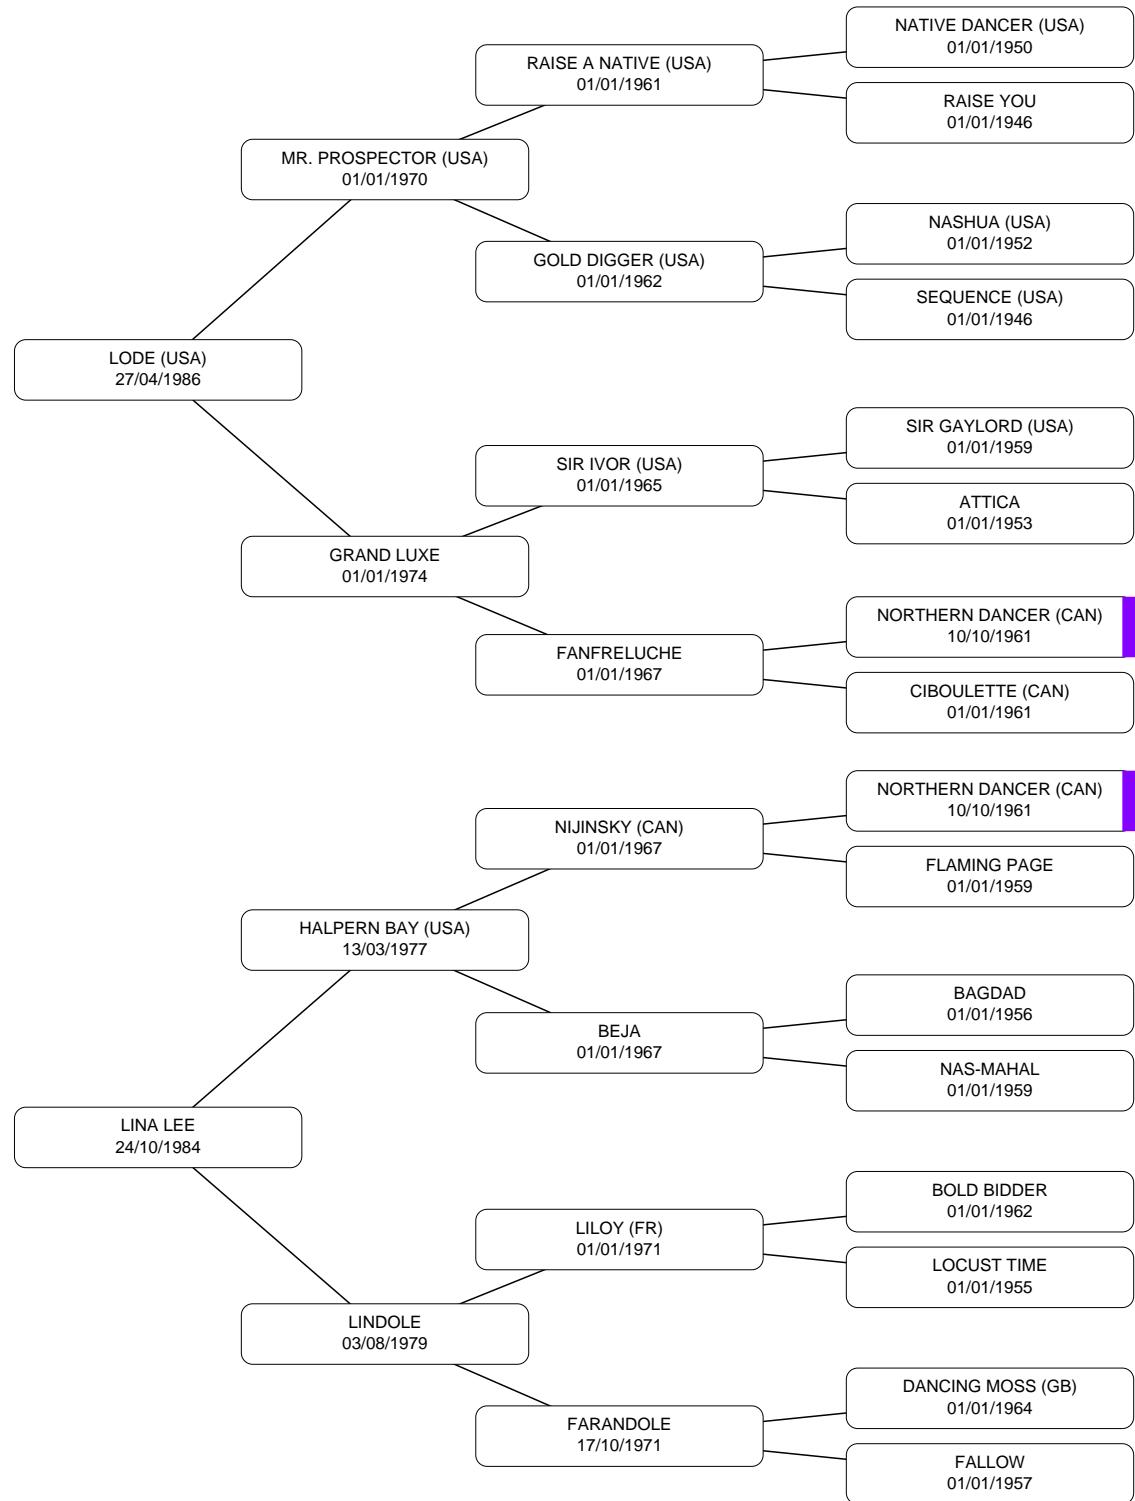 NATIVE DANCER (USA)
01/01/1950
RAISE A NATIVE (USA)
01/01/1961
RAISE YOU
01/01/1946
MR. PROSPECTOR (USA)
01/01/1970
NASHUA (USA)
01/01/1952
GOLD DIGGER (USA)
01/01/1962
SEQUENCE (USA)
01/01/1946
LODE (USA)
27/04/1986
SIR GAYLORD (USA)
01/01/1959
SIR IVOR (USA)
01/01/1965
ATTICA
01/01/1953
GRAND LUXE
01/01/1974
NORTHERN DANCER (CAN)
10/10/1961
FANFRELUCHE
01/01/1967
CIBOULETTE (CAN)
01/01/1961
NORTHERN DANCER (CAN)
10/10/1961
NIJINSKY (CAN)
01/01/1967
FLAMING PAGE
01/01/1959
HALPERN BAY (USA)
13/03/1977
BAGDAD
01/01/1956
BEJA
01/01/1967
NAS-MAHAL
01/01/1959
LINA LEE
24/10/1984
BOLD BIDDER
01/01/1962
LILOY (FR)
01/01/1971
LOCUST TIME
01/01/1955
LINDOLE
03/08/1979
DANCING MOSS (GB)
01/01/1964
FARANDOLE
17/10/1971
FALLOW
01/01/1957